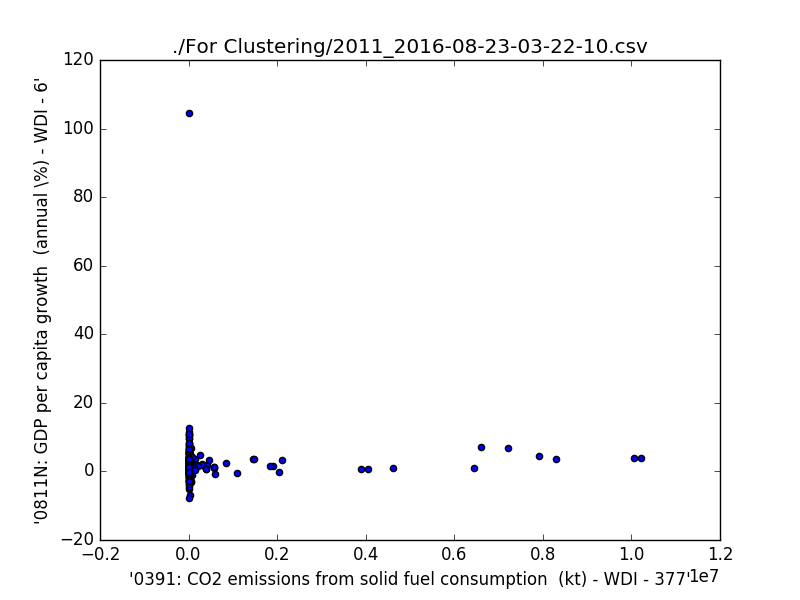 ./For Clustering/2011_2016-08-23-03-22-10.csv
120
100
80
60
40
20
0
−20
'0811N: GDP per capita growth  (annual \%) - WDI - 6'
−0.2 0.0 0.2 0.4 0.6 0.8 1.0 1.2
1e7
'0391: CO2 emissions from solid fuel consumption  (kt) - WDI - 377'